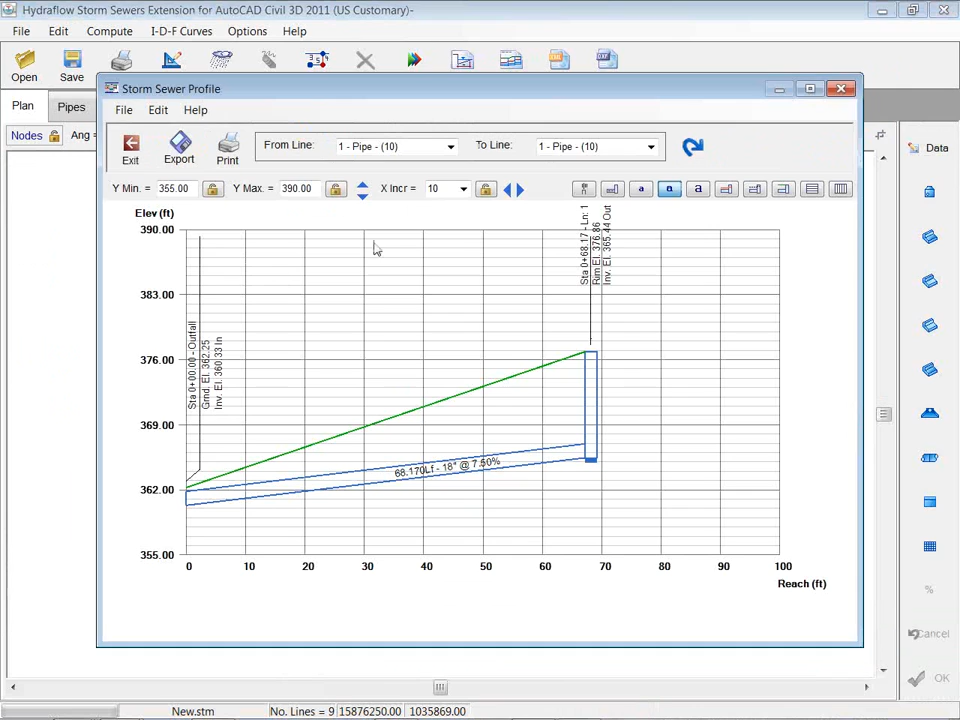 Hydraflow Storm Sewers Extension for AutoCAD Civil 3D 2011 (US Customary)-
File Edit Compute I-D-F Curves Options Help
Open Save
Plan Pipes
Nodes Ang =
Data
Storm Sewer Profile
File Edit Help
Exit Export Print From Line: 1 - Pipe - (10) To Line: 1 - Pipe - (10)
Y Min. = 355.00 Y Max. = 390.00 X Incr = 10
a a a
Elev (ft)
390.00
383.00
376.00
369.00
362.00
355.00
Sta 0+00.00 - Outfall
Grnd. El. 362.25
Inv. El. 360.33 In
68.170Lf - 18" @ 7.50%
Sta 0+68.17 - Ln: 1
Rim El. 376.86
Inv. El. 365.44 Out
0 10 20 30 40 50 60 70 80 90 100
Reach (ft)
%
Cancel
OK
New.stm No. Lines = 9 15876250.00 1035869.00